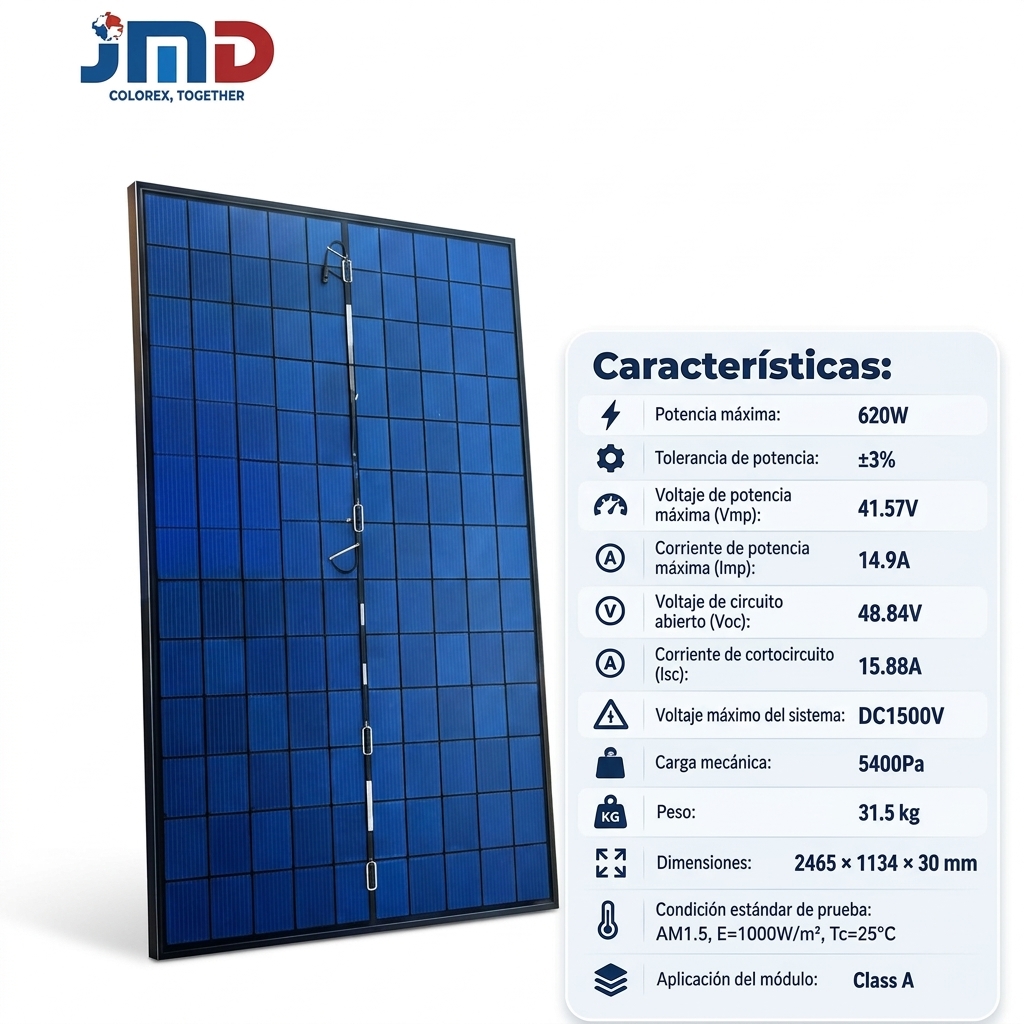 JMD
COLOREX, TOGETHER
Características:
Potencia máxima: 620W
Tolerancia de potencia: ±3%
Voltaje de potencia
máxima (Vmp): 41.57V
Corriente de potencia
máxima (Imp): 14.9A
Voltaje de circuito
abierto (Voc): 48.84V
Corriente de cortocircuito
(Isc): 15.88A
Voltaje máximo del sistema: DC1500V
Carga mecánica: 5400Pa
KG
Peso: 31.5 kg
Dimensiones: 2465 × 1134 × 30 mm
Condición estándar de prueba:
AM1.5, E=1000W/m², Tc=25°C
Aplicación del módulo: Class A